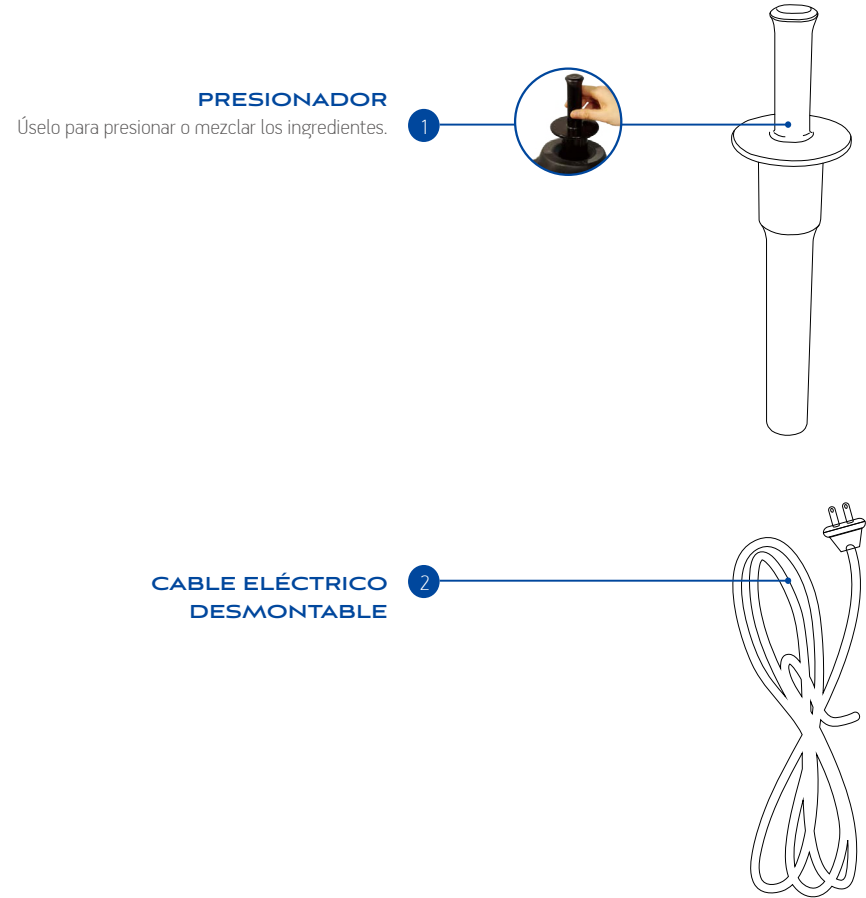 PRESIONADOR
Úselo para presionar o mezclar los ingredientes.
1
CABLE ELÉCTRICO
DESMONTABLE
2